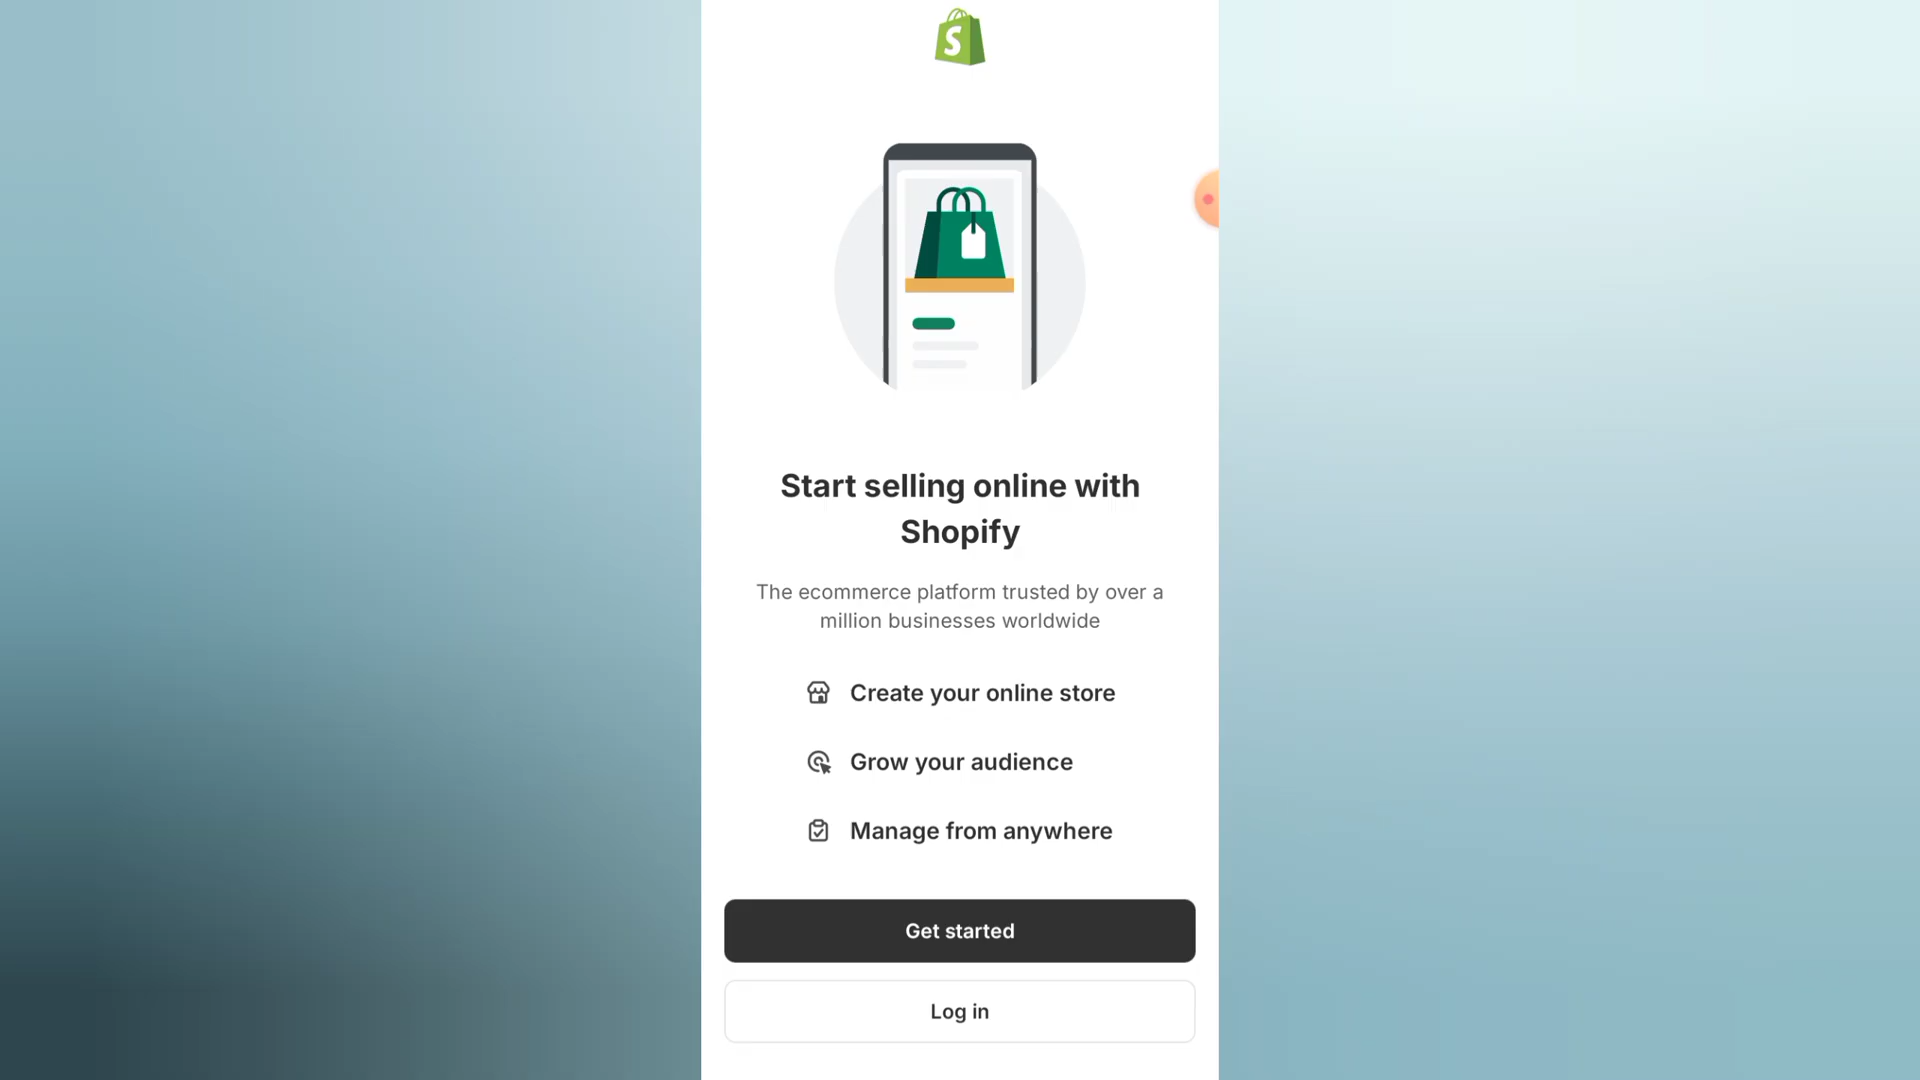 Start selling online with
Shopify
The ecommerce platform trusted by over a
million businesses worldwide
Create your online store
Grow your audience
Manage from anywhere
Get started
Log in